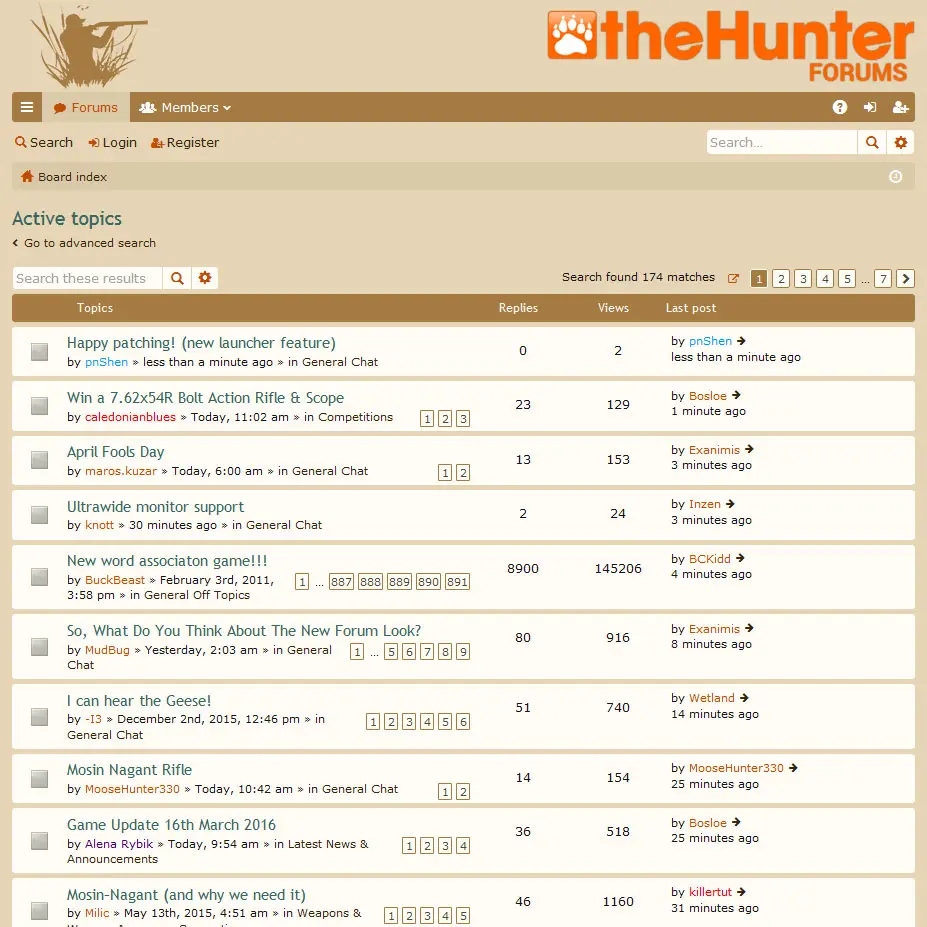 theHunter
FORUMS
Forums Members
Search Login Register Search...
Board index
Active topics
Go to advanced search
Search these results Search found 174 matches 1 2 3 4 5 ... 7
Topics Replies Views Last post
Happy patching! (new launcher feature) 0 2 by pnShen
by pnShen » less than a minute ago » in General Chat less than a minute ago
Win a 7.62x54R Bolt Action Rifle & Scope 23 129 by Bosloe
by caledonianblues » Today, 11:02 am » in Competitions 1 2 3 1 minute ago
April Fools Day 13 153 by Exanimis
by maros.kuzar » Today, 6:00 am » in General Chat 1 2 3 minutes ago
Ultrawide monitor support 2 24 by Inzen
by knott » 30 minutes ago » in General Chat 3 minutes ago
New word associaton game!!! 8900 145206 by BCKidd
by BuckBeast » February 3rd, 2011, 1 ... 887 888 889 890 891 4 minutes ago
3:58 pm » in General Off Topics
So, What Do You Think About The New Forum Look? 80 916 by Exanimis
by MudBug » Yesterday, 2:03 am » in General 1 ... 5 6 7 8 9 8 minutes ago
Chat
I can hear the Geese! 51 740 by Wetland
by -I3 » December 2nd, 2015, 12:46 pm » in 1 2 3 4 5 6 14 minutes ago
General Chat
Mosin Nagant Rifle 14 154 by MooseHunter330
by MooseHunter330 » Today, 10:42 am » in General Chat 1 2 25 minutes ago
Game Update 16th March 2016 36 518 by Bosloe
by Alena Rybik » Today, 9:54 am » in Latest News & 1 2 3 4 25 minutes ago
Announcements
Mosin-Nagant (and why we need it) 46 1160 by killertut
by Milic » May 13th, 2015, 4:51 am » in Weapons & 1 2 3 4 5 31 minutes ago